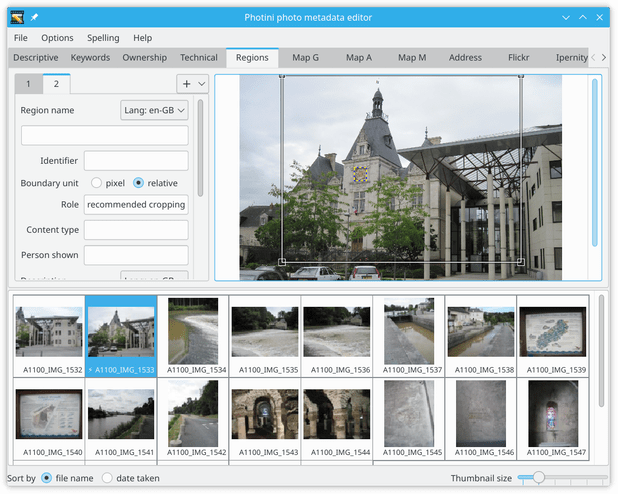 Photini photo metadata editor
File Options Spelling Help
Descriptive Keywords Ownership Technical Regions Map G Map A Map M Address Flickr Ipernity
1 2 +
Region name Lang: en-GB
Identifier
Boundary unit pixel relative
Role recommended cropping
Content type
Person shown
A1100_IMG_1532 A1100_IMG_1533 A1100_IMG_1534 A1100_IMG_1535 A1100_IMG_1536 A1100_IMG_1537 A1100_IMG_1538 A1100_IMG_1539
A1100_IMG_1540 A1100_IMG_1541 A1100_IMG_1542 A1100_IMG_1543 A1100_IMG_1544 A1100_IMG_1545 A1100_IMG_1546 A1100_IMG_1547
Sort by file name date taken Thumbnail size